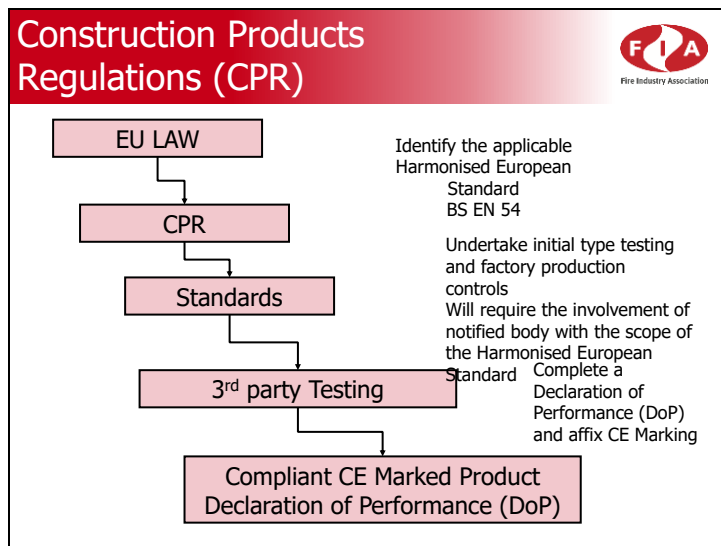 Construction Products
Regulations (CPR)
FIA
Fire Industry Association
EU LAW
CPR
Standards
3rd party Testing
Compliant CE Marked Product
Declaration of Performance (DoP)
Identify the applicable
Harmonised European
Standard
BS EN 54
Undertake initial type testing
and factory production
controls
Will require the involvement of
notified body with the scope of
the Harmonised European
Standard
Complete a
Declaration of
Performance (DoP)
and affix CE Marking